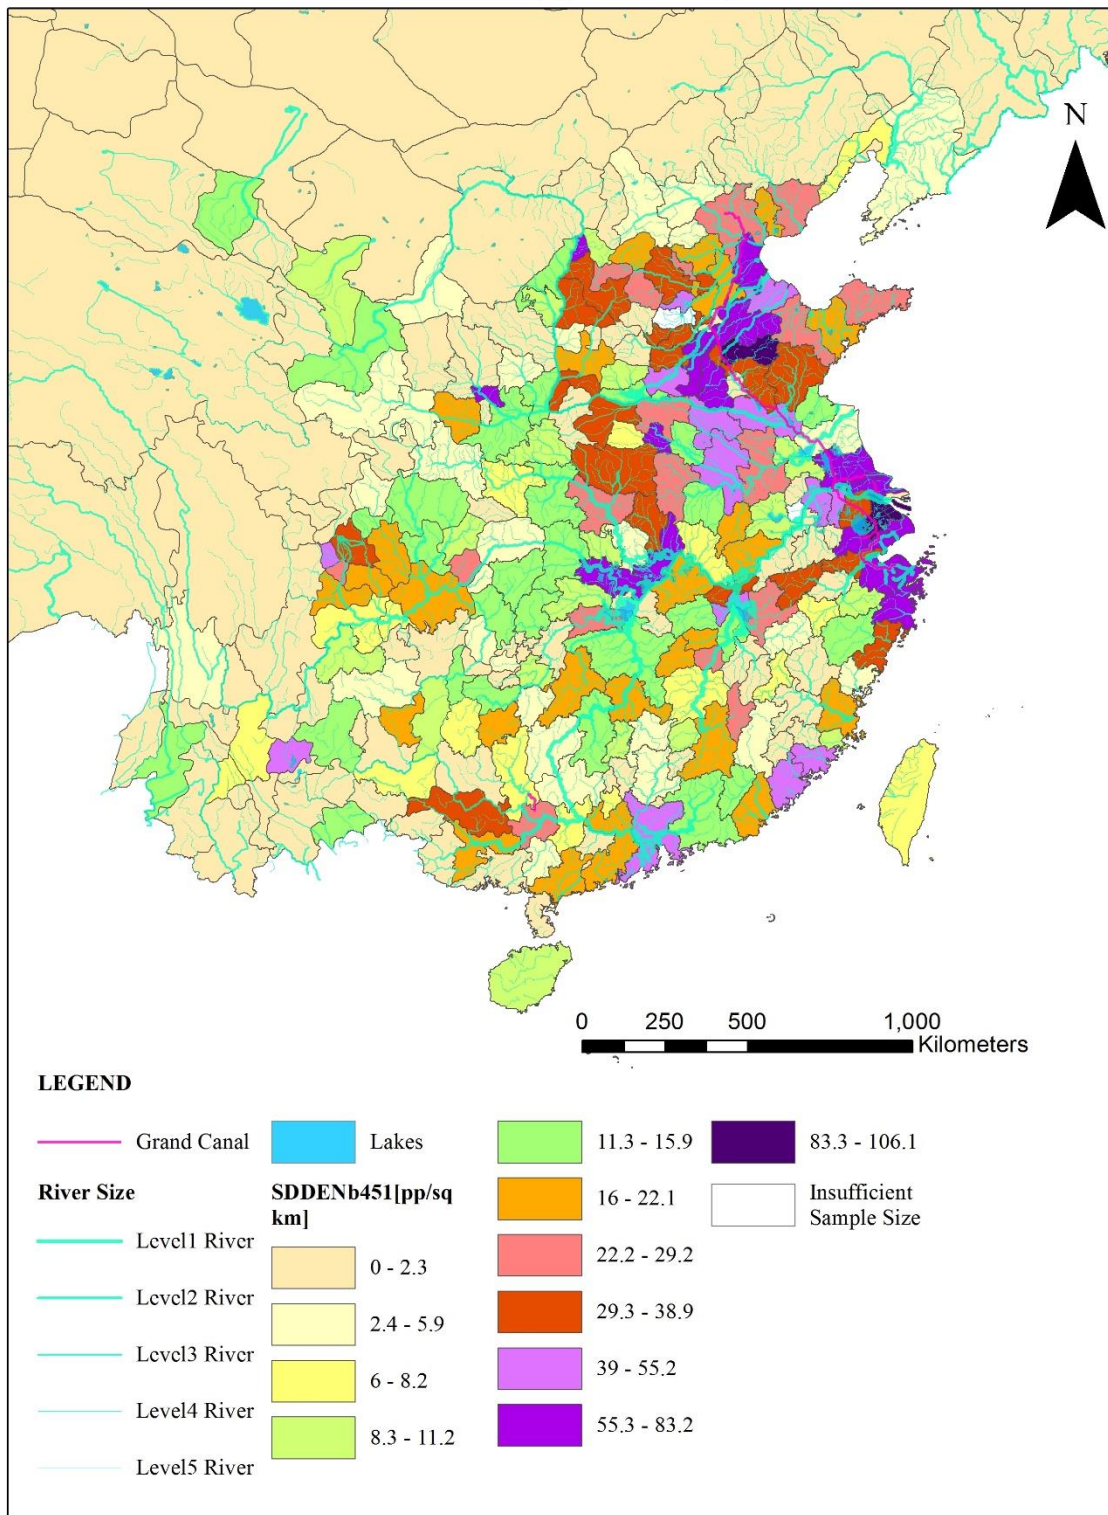 N
0 250 500 1,000
Kilometers
LEGEND
Grand Canal
River Size
Level1 River
Level2 River
Level3 River
Level4 River
Level5 River
Lakes
SDDENb451[pp/sq
km]
0 - 2.3
2.4 - 5.9
6 - 8.2
8.3 - 11.2
11.3 - 15.9
16 - 22.1
22.2 - 29.2
29.3 - 38.9
39 - 55.2
55.3 - 83.2
83.3 - 106.1
Insufficient
Sample Size